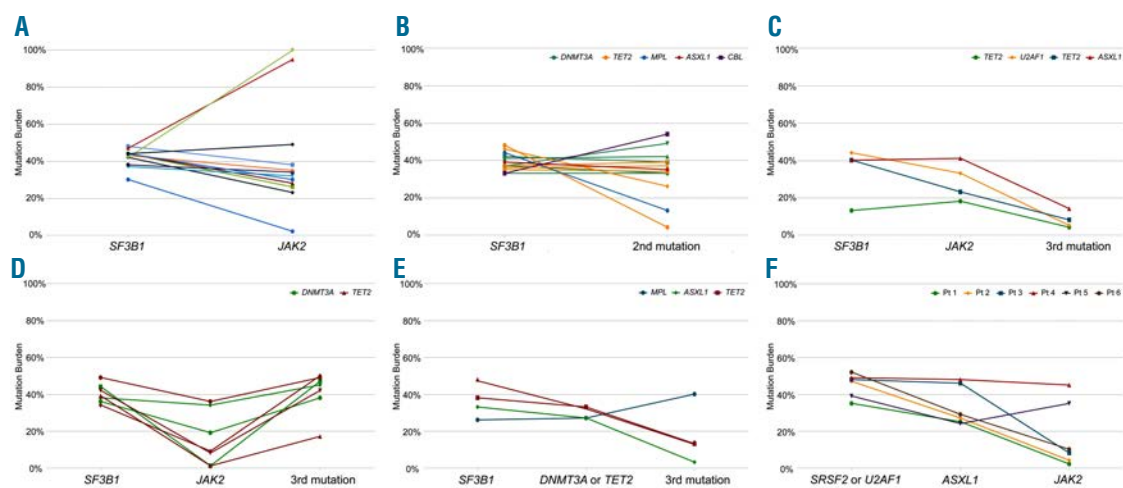 A
Mutation Burden
100%
80%
60%
40%
20%
0%
SF3B1 JAK2
B
DNMT3A TET2 MPL ASXL1 CBL
Mutation Burden
100%
80%
60%
40%
20%
0%
SF3B1 2nd mutation
C
TET2 U2AF1 TET2 ASXL1
Mutation Burden
100%
80%
60%
40%
20%
0%
SF3B1 JAK2 3rd mutation
D
DNMT3A TET2
Mutation Burden
100%
80%
60%
40%
20%
0%
SF3B1 JAK2 3rd mutation
E
MPL ASXL1 TET2
Mutation Burden
100%
80%
60%
40%
20%
0%
SF3B1 DNMT3A or TET2 3rd mutation
F
Pt 1 Pt 2 Pt 3 Pt 4 Pt 5 Pt 6
Mutation Burden
100%
80%
60%
40%
20%
0%
SRSF2 or U2AF1 ASXL1 JAK2